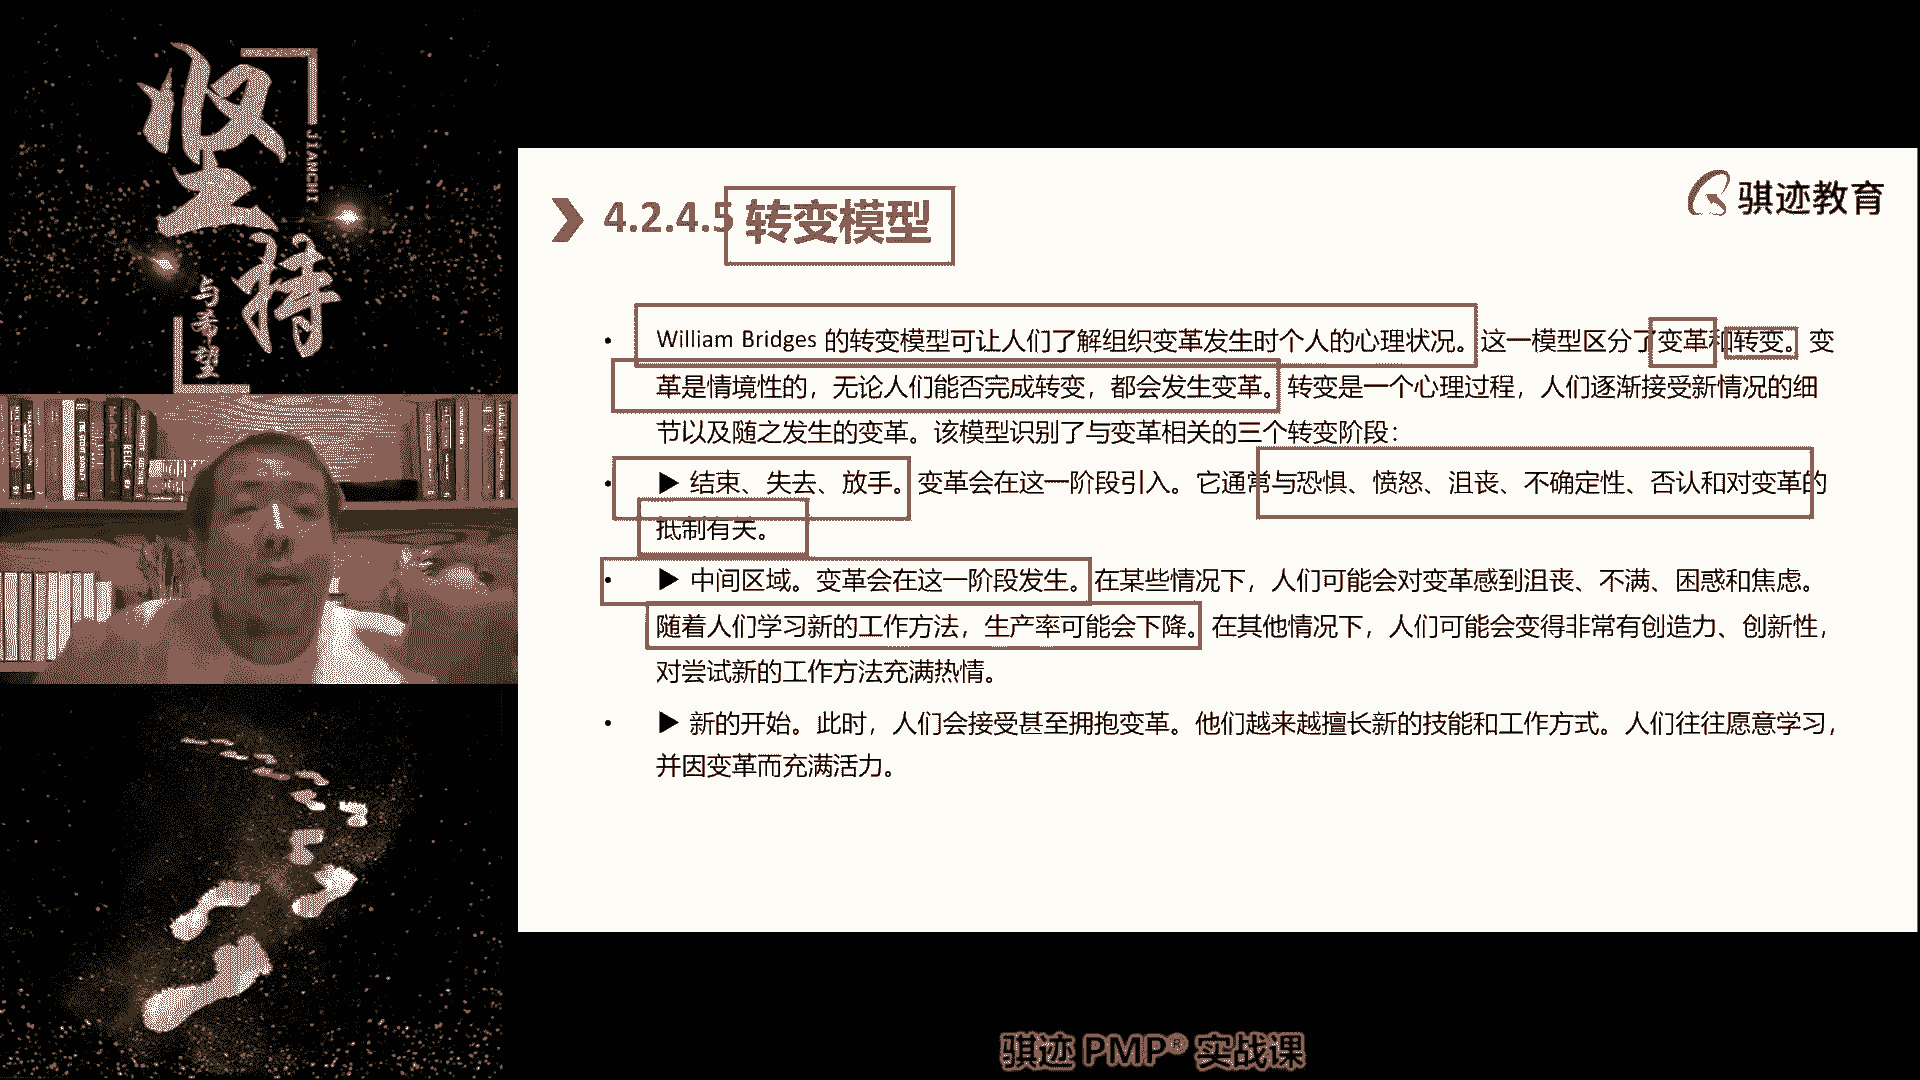 坚持
JIANCHI
与希望
4.2.4.5 转变模型
骐迹教育
• William Bridges 的转变模型可让人们了解组织变革发生时个人的心理状况。这一模型区分了变革和转变。变
革是情境性的，无论人们能否完成转变，都会发生变革。转变是一个心理过程，人们逐渐接受新情况的细
节以及随之发生的变革。该模型识别了与变革相关的三个转变阶段：
• ▶ 结束、失去、放手。变革会在这一阶段引入。它通常与恐惧、愤怒、沮丧、不确定性、否认和对变革的
抵制有关。
• ▶ 中间区域。变革会在这一阶段发生。在某些情况下，人们可能会对变革感到沮丧、不满、困惑和焦虑。
随着人们学习新的工作方法，生产率可能会下降。在其他情况下，人们可能会变得非常有创造力、创新性，
对尝试新的工作方法充满热情。
• ▶ 新的开始。此时，人们会接受甚至拥抱变革。他们越来越擅长新的技能和工作方式。人们往往愿意学习，
并因变革而充满活力。
骐迹 PMP® 实战课